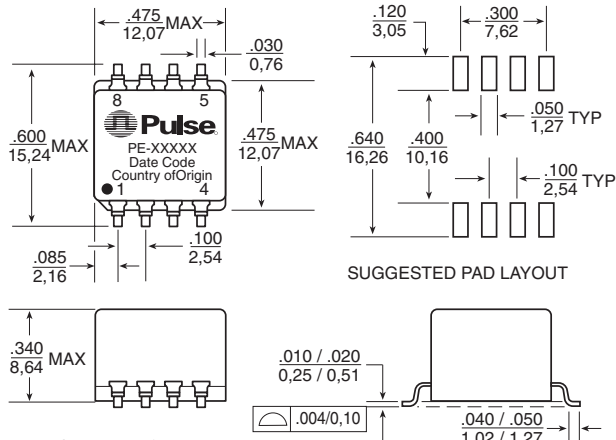 .475
12,07 MAX
.030
0,76
.600
15,24 MAX
8 5
Pulse
PE-XXXXX
Date Code
Country ofOrigin
1 4
.475
12,07 MAX
.085
2,16
.100
2,54
.120
3,05
.300
7,62
.050
1,27 TYP
.640
16,26
.400
10,16
.100
2,54 TYP
SUGGESTED PAD LAYOUT
.340
8,64 MAX
.010 / .020
0,25 / 0,51
.004/0,10
.040 / .050
1,02 / 1,27